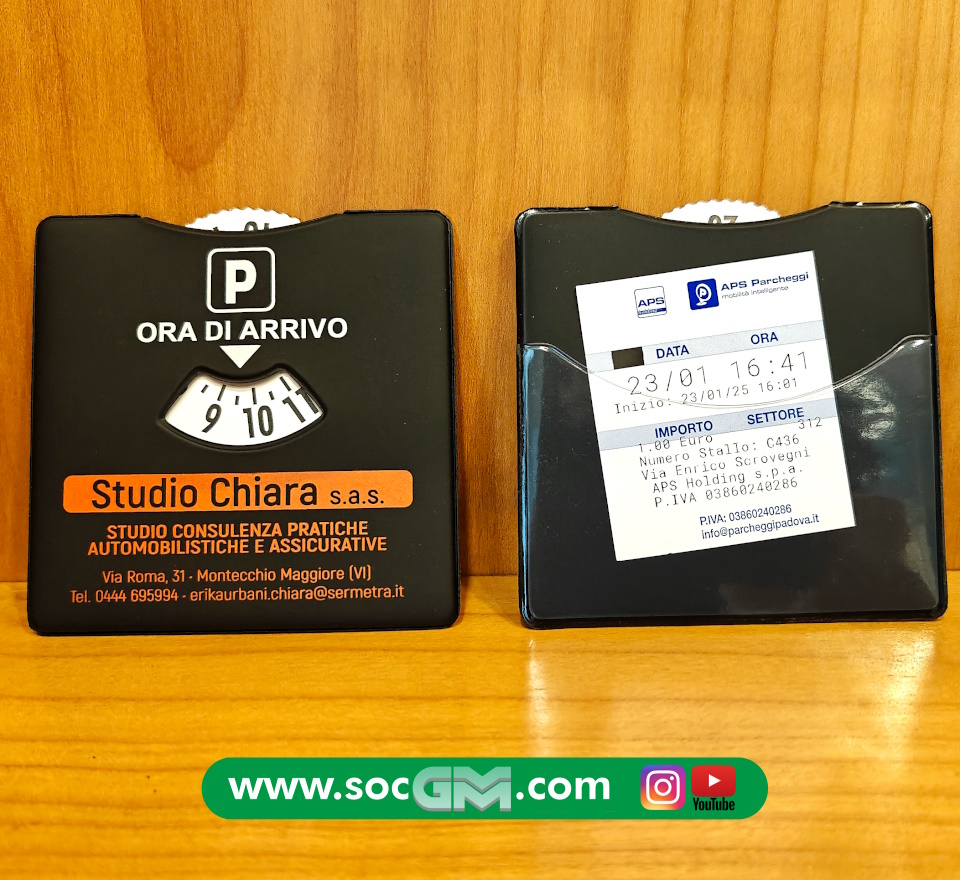 P
ORA DI ARRIVO
9 10 11
Studio Chiara s.a.s.
STUDIO CONSULENZA PRATICHE
AUTOMOBILISTICHE E ASSICURATIVE
Via Roma, 31 - Montecchio Maggiore (VI)
Tel. 0444 695994 - erikaurbani.chiara@sermetra.it
APS
APS Parcheggi
mobilità intelligente
DATA ORA
23/01 16:41
Inizio: 23/01/25 16:01
IMPORTO SETTORE
1.00 Euro 312
Numero Stallo: C436
Via Enrico Scrovegni
APS Holding s.p.a.
P.IVA 03860240286
P.IVA: 03860240286
info@parcheggipadova.it
www.socGM.com
YouTube